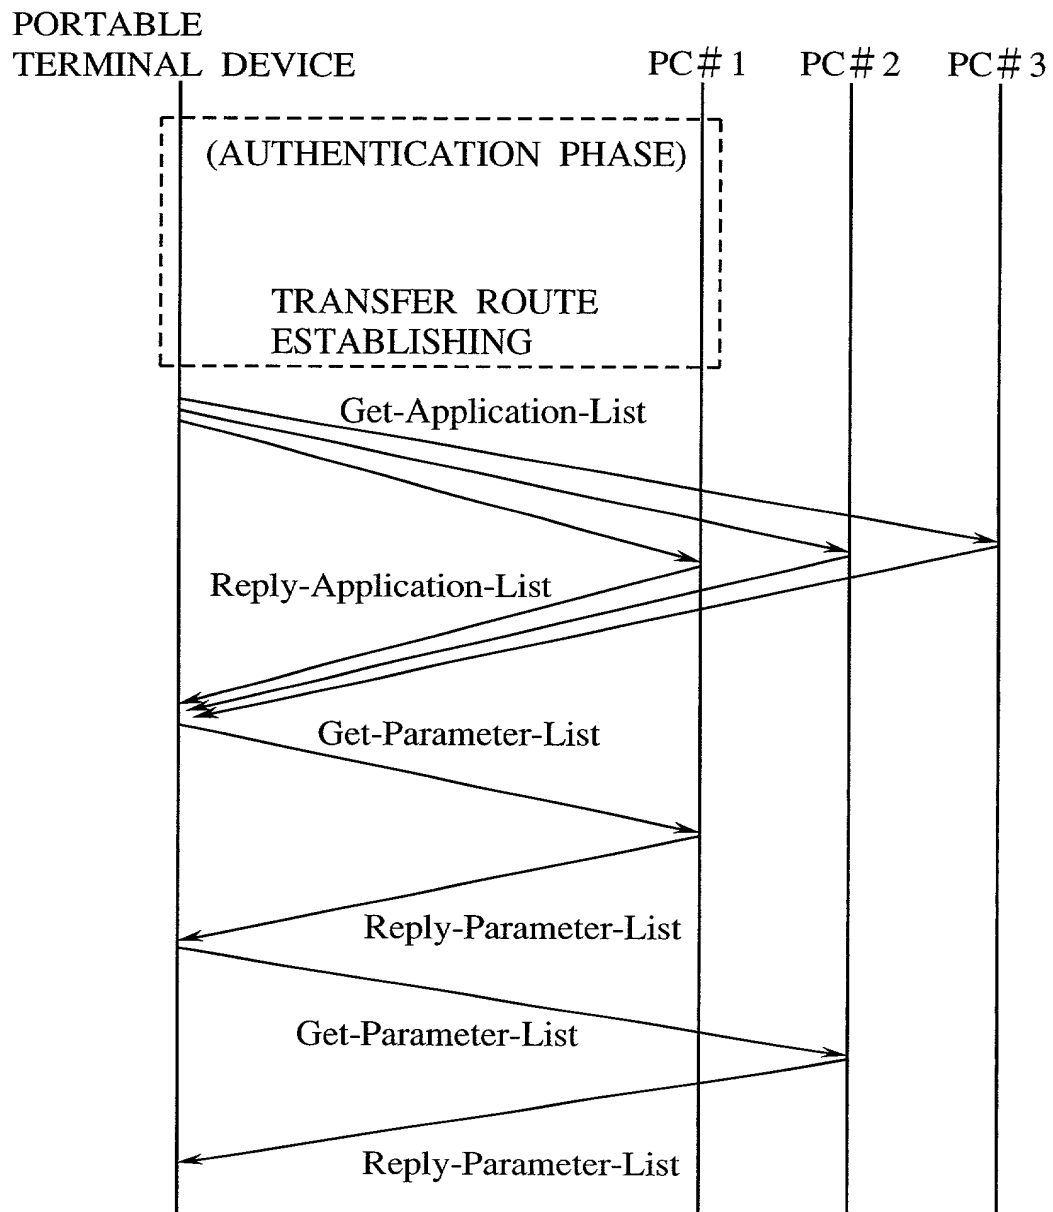 PORTABLE
TERMINAL DEVICE
PC#1
PC#2
PC#3
(AUTHENTICATION PHASE)
TRANSFER ROUTE
ESTABLISHING
Get-Application-List
Reply-Application-List
Get-Parameter-List
Reply-Parameter-List
Get-Parameter-List
Reply-Parameter-List